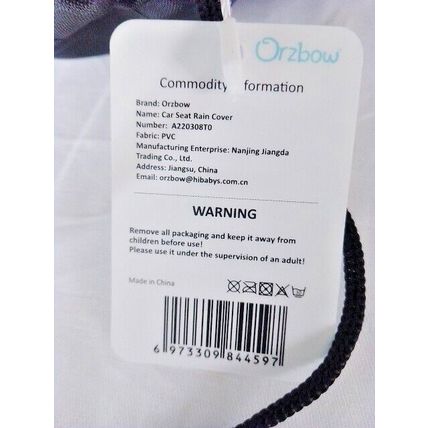 Orzbow
Commodity formation
Brand: Orzbow
Name: Car Seat Rain Cover
Number: A220308T0
Fabric: PVC
Manufacturing Enterprise: Nanjing Jiangda
Trading Co., Ltd.
Address: Jiangsu, China
Email: orzbow@hibabys.com.cn
WARNING
Remove all packaging and keep it away from
children before use!
Please use it under the supervision of an adult!
Made in China
6 973309 844597